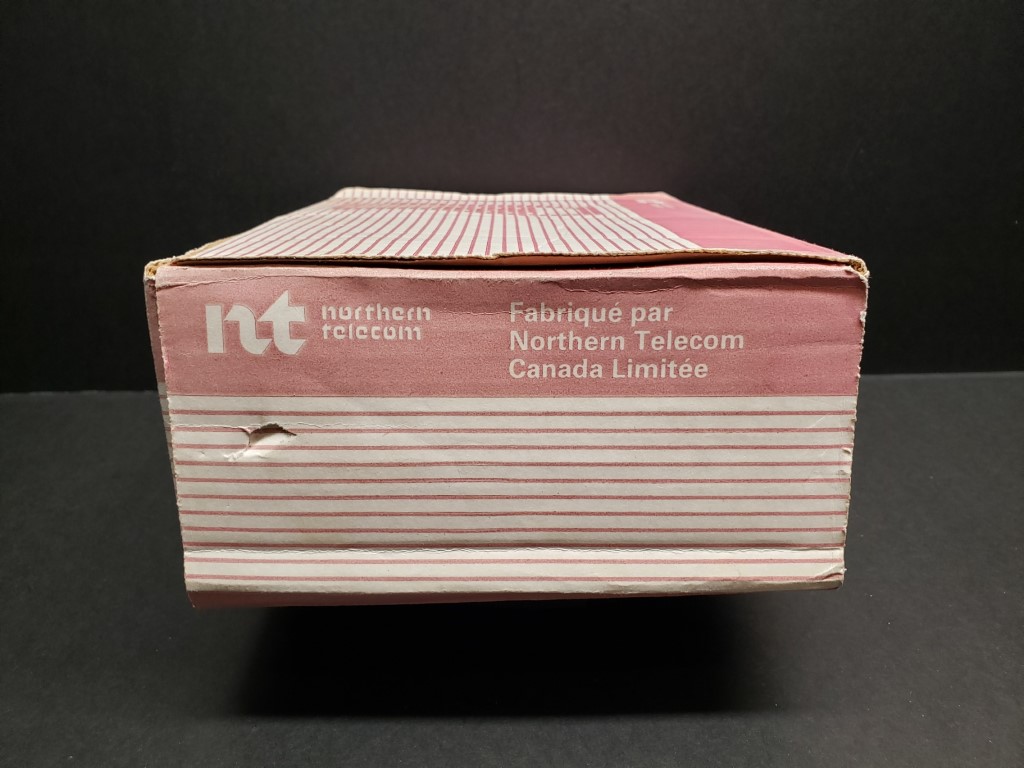 nt northern
telecom
Fabriqué par
Northern Telecom
Canada Limitée